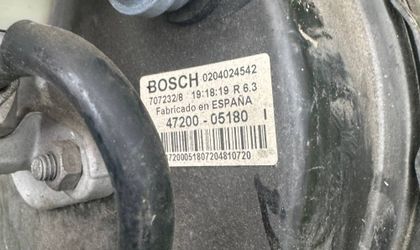 BOSCH 0204024542
707232/8 19:18:19 R 6.3
Fabricado en ESPAÑA
47200 - 05180 I